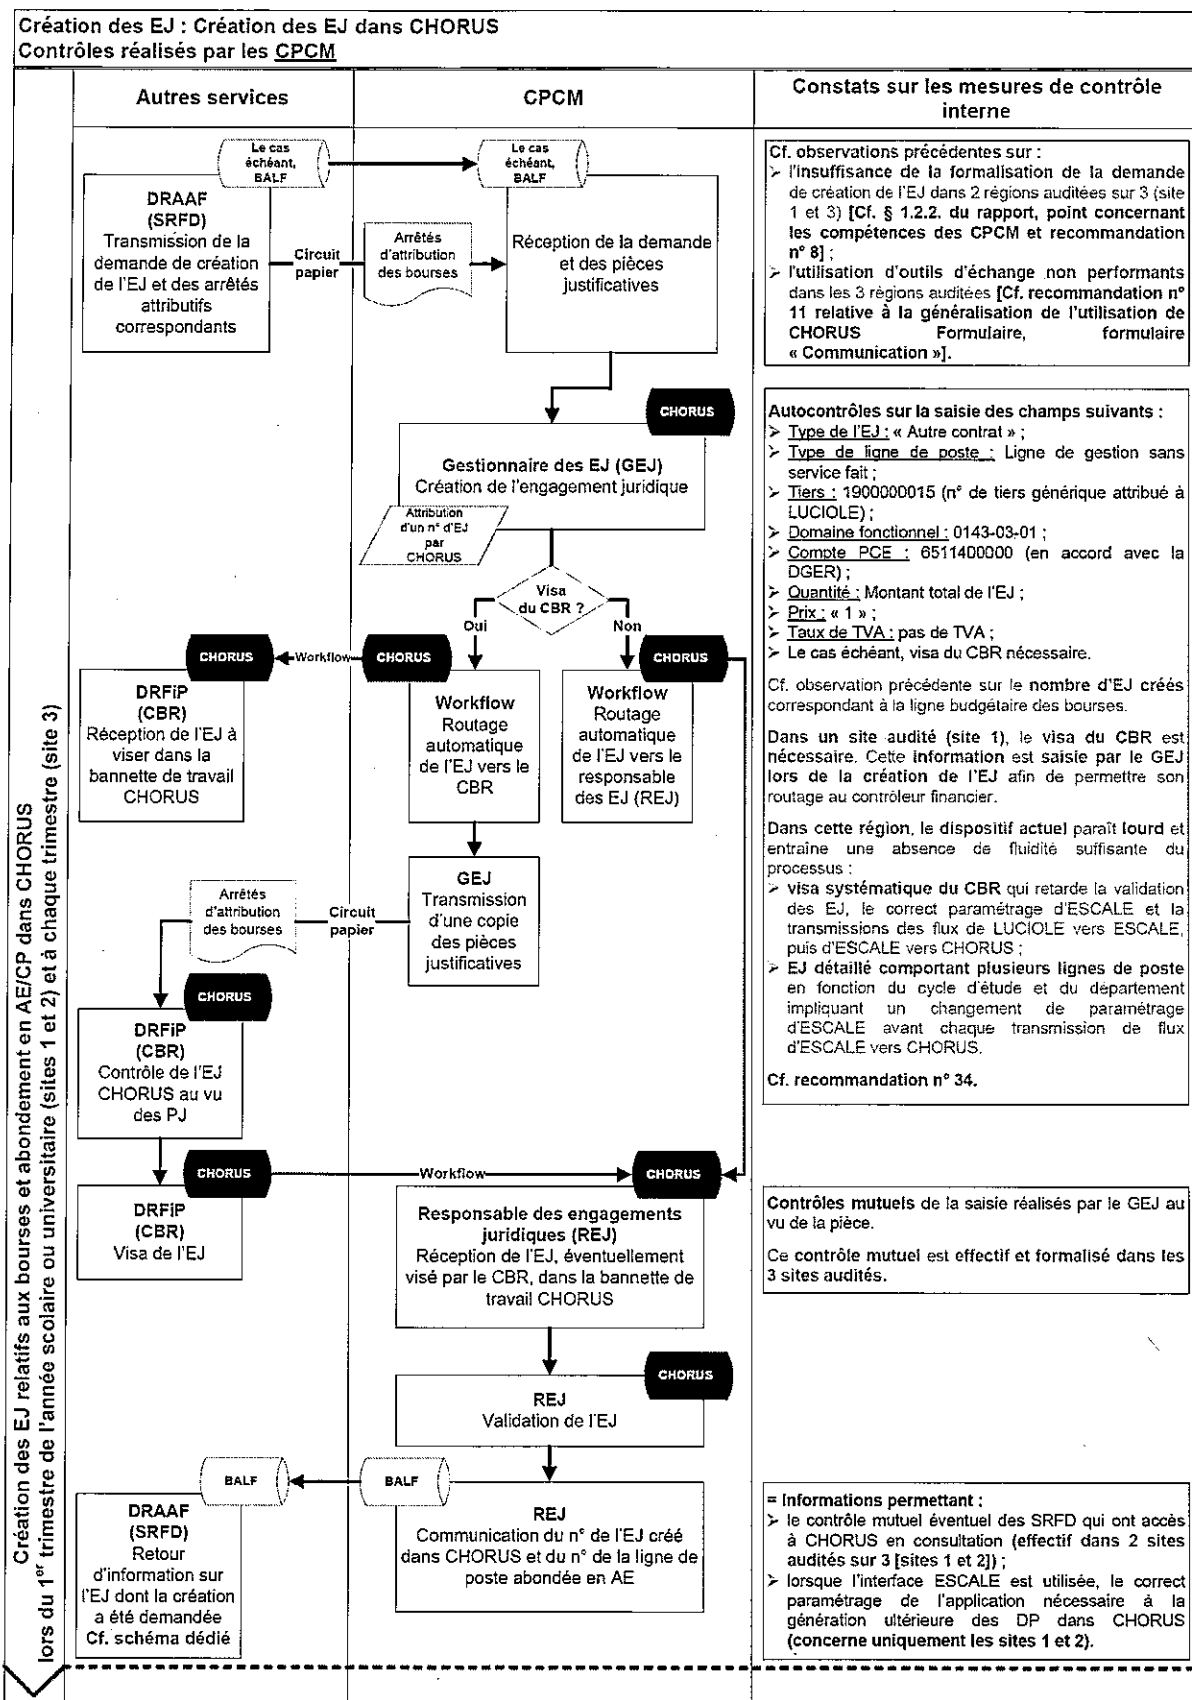 Création des EJ : Création des EJ dans CHORUS
Contrôles réalisés par les CPCM
Autres services
CPCM
Constats sur les mesures de contrôle
interne
Création des EJ relatifs aux bourses et abondement en AE/CP dans CHORUS
lors du 1er trimestre de l'année scolaire ou universitaire (sites 1 et 2) et à chaque trimestre (site 3)
Le cas
échéant,
BALF
Le cas
échéant,
BALF
DRAAF
(SRFD)
Transmission de la
demande de création
de l'EJ et des arrêtés
attributifs
correspondants
Circuit
papier
Arrêtés
d'attribution
des bourses
Réception de la demande
et des pièces
justificatives
Cf. observations précédentes sur :
➢ l'insuffisance de la formalisation de la demande
de création de l'EJ dans 2 régions auditées sur 3 (site
1 et 3) [Cf. § 1.2.2. du rapport, point concernant
les compétences des CPCM et recommandation
n° 8] ;
➢ l'utilisation d'outils d'échange non performants
dans les 3 régions auditées [Cf. recommandation n°
11 relative à la généralisation de l'utilisation de
CHORUS Formulaire, formulaire
« Communication »].
CHORUS
Gestionnaire des EJ (GEJ)
Création de l'engagement juridique
Attribution
d'un n° d'EJ
par
CHORUS
Visa
du CBR ?
Oui
Non
Autocontrôles sur la saisie des champs suivants :
➢ Type de l'EJ : « Autre contrat » ;
➢ Type de ligne de poste : Ligne de gestion sans
service fait ;
➢ Tiers : 1900000015 (n° de tiers générique attribué à
LUCIOLE) ;
➢ Domaine fonctionnel : 0143-03-01 ;
➢ Compte PCE : 6511400000 (en accord avec la
DGER) ;
➢ Quantité : Montant total de l'EJ ;
➢ Prix : « 1 » ;
➢ Taux de TVA : pas de TVA ;
➢ Le cas échéant, visa du CBR nécessaire.
Cf. observation précédente sur le nombre d'EJ créés
correspondant à la ligne budgétaire des bourses.
Dans un site audité (site 1), le visa du CBR est
nécessaire. Cette information est saisie par le GEJ
lors de la création de l'EJ afin de permettre son
routage au contrôleur financier.
Dans cette région, le dispositif actuel paraît lourd et
entraîne une absence de fluidité suffisante du
processus :
➢ visa systématique du CBR qui retarde la validation
des EJ, le correct paramétrage d'ESCALE et la
transmissions des flux de LUCIOLE vers ESCALE,
puis d'ESCALE vers CHORUS ;
➢ EJ détaillé comportant plusieurs lignes de poste
en fonction du cycle d'étude et du département
impliquant un changement de paramétrage
d'ESCALE avant chaque transmission de flux
d'ESCALE vers CHORUS.
Cf. recommandation n° 34.
CHORUS
Workflow
CHORUS
CHORUS
DRFiP
(CBR)
Réception de l'EJ à
viser dans la
bannette de travail
CHORUS
Workflow
Routage
automatique
de l'EJ vers le
CBR
Workflow
Routage
automatique
de l'EJ vers le
responsable
des EJ (REJ)
Arrêtés
d'attribution
des bourses
Circuit
papier
GEJ
Transmission
d'une copie
des pièces
justificatives
CHORUS
DRFiP
(CBR)
Contrôle de l'EJ
CHORUS au vu
des PJ
CHORUS
Workflow
CHORUS
DRFiP
(CBR)
Visa de l'EJ
Responsable des engagements
juridiques (REJ)
Réception de l'EJ, éventuellement
visé par le CBR, dans la bannette de
travail CHORUS
Contrôles mutuels de la saisie réalisés par le GEJ au
vu de la pièce.
Ce contrôle mutuel est effectif et formalisé dans les
3 sites audités.
CHORUS
REJ
Validation de l'EJ
BALF
BALF
DRAAF
(SRFD)
Retour
d'information sur
l'EJ dont la création
a été demandée
Cf. schéma dédié
REJ
Communication du n° de l'EJ créé
dans CHORUS et du n° de la ligne de
poste abondée en AE
= Informations permettant :
➢ le contrôle mutuel éventuel des SRFD qui ont accès
à CHORUS en consultation (effectif dans 2 sites
audités sur 3 [sites 1 et 2]) ;
➢ lorsque l'interface ESCALE est utilisée, le correct
paramétrage de l'application nécessaire à la
génération ultérieure des DP dans CHORUS
(concerne uniquement les sites 1 et 2).